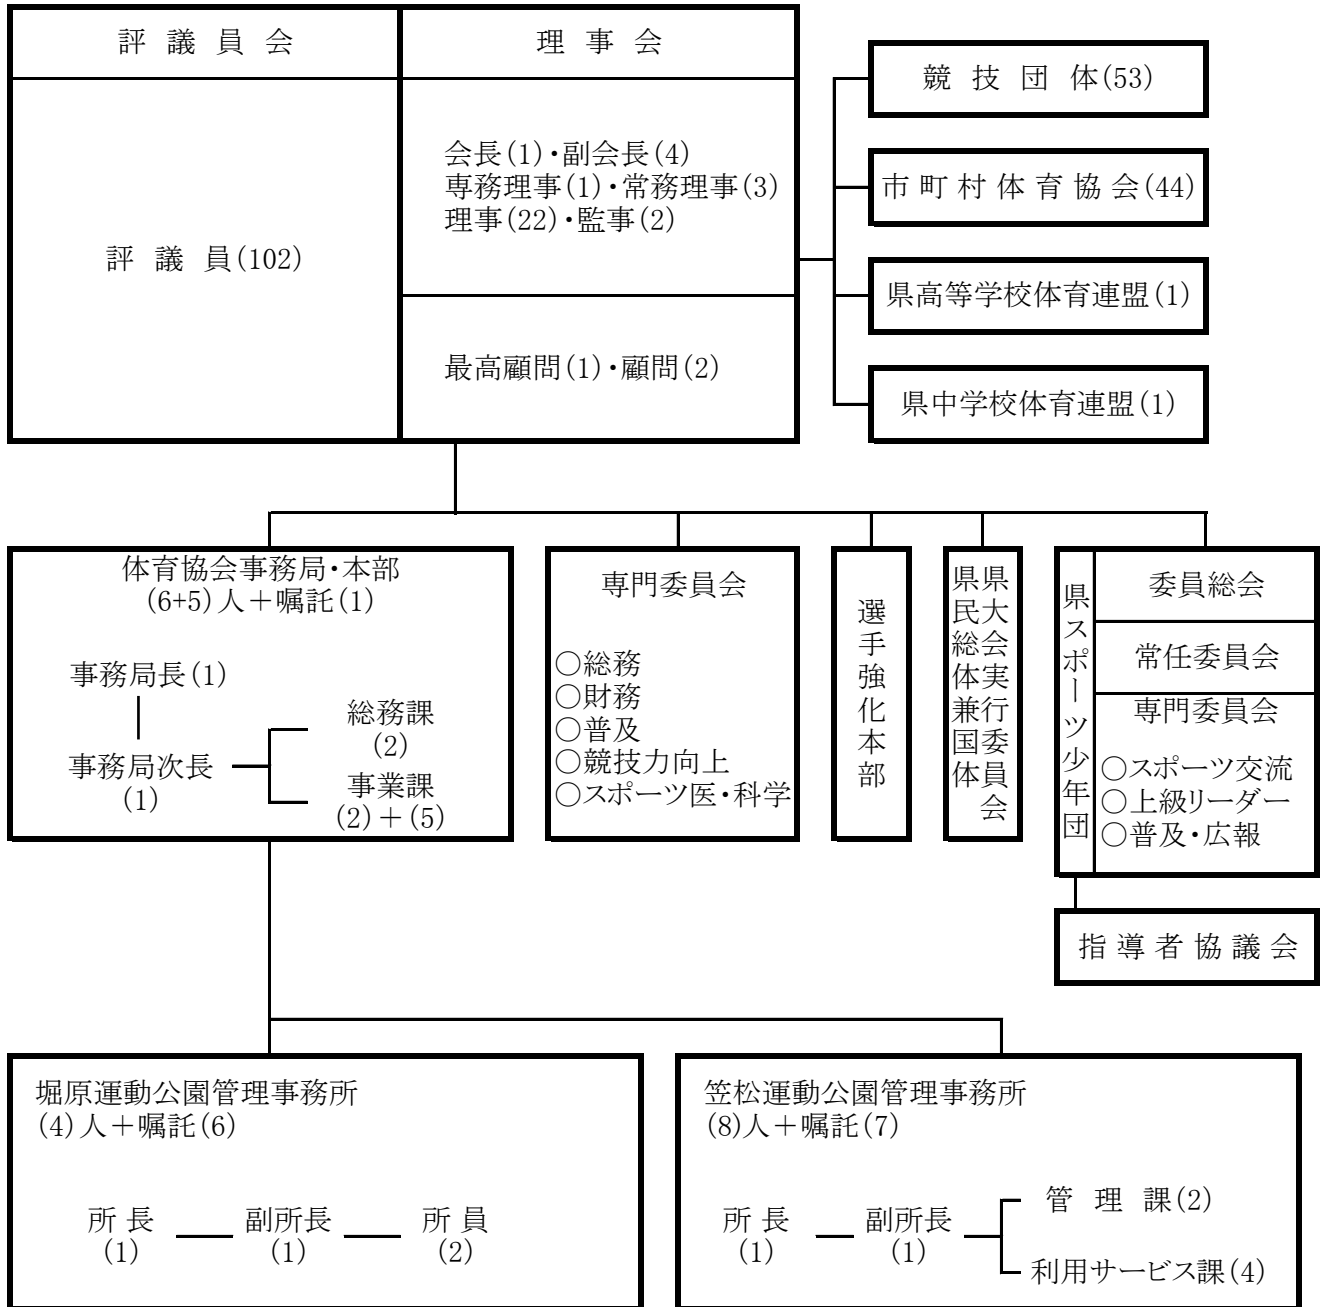 評 議 員 会
理 事 会
評 議 員(102)
会長(1)・副会長(4)
専務理事(1)・常務理事(3)
理事(22)・監事(2)
最高顧問(1)・顧問(2)
競 技 団 体(53)
市町村体育協会(44)
県高等学校体育連盟(1)
県中学校体育連盟(1)
体育協会事務局・本部
(6+5)人+嘱託(1)
事務局長(1)
事務局次長
(1)
総務課
(2)
事業課
(2)+(5)
専門委員会
○総務
○財務
○普及
○競技力向上
○スポーツ医・科学
選手強化本部
県民総体兼国体
県大会実行委員会
県スポーツ少年団
委員総会
常任委員会
専門委員会
○スポーツ交流
○上級リーダー
○普及・広報
指導者協議会
堀原運動公園管理事務所
(4)人+嘱託(6)
所長
(1)
副所長
(1)
所員
(2)
笠松運動公園管理事務所
(8)人+嘱託(7)
所長
(1)
副所長
(1)
管 理 課(2)
利用サービス課(4)